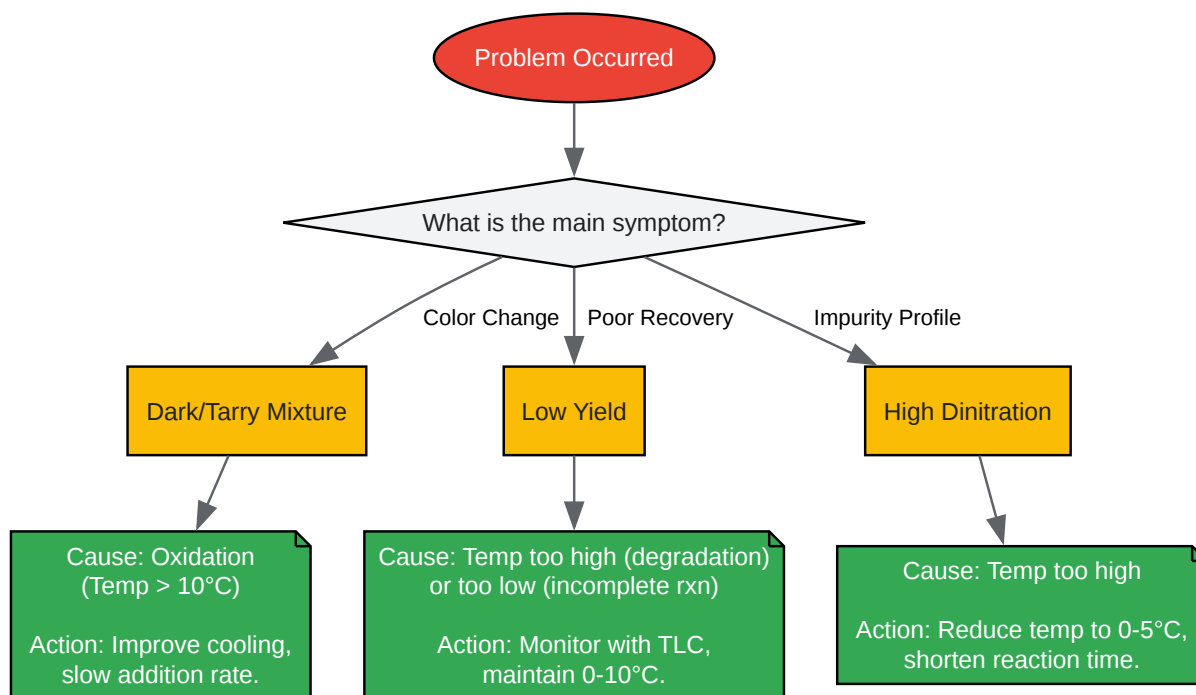 Problem Occurred
What is the main symptom?
Color Change
Poor Recovery
Impurity Profile
Dark/Tarry Mixture
Low Yield
High Dinitration
Cause: Oxidation
(Temp > 10°C)
Action: Improve cooling,
slow addition rate.
Cause: Temp too high (degradation)
or too low (incomplete rxn)
Action: Monitor with TLC,
maintain 0-10°C.
Cause: Temp too high
Action: Reduce temp to 0-5°C,
shorten reaction time.